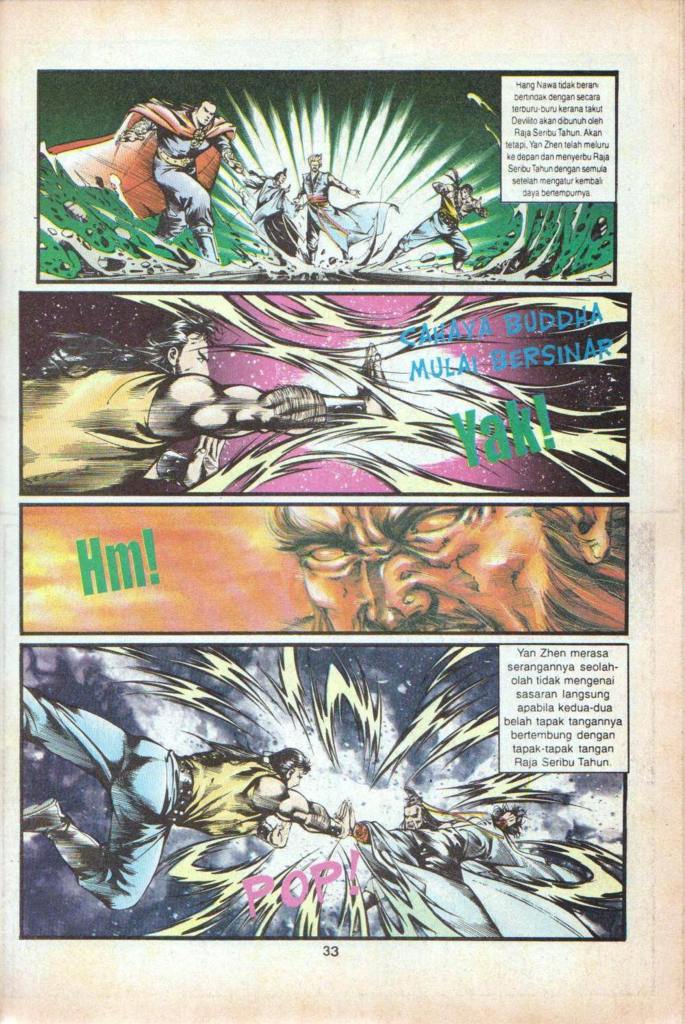 Hang Nawa tidak berani
bertindak dengan secara
terburu-buru kerana takut
Devilito akan dibunuh oleh
Raja Seribu Tahun. Akan
tetapi, Yan Zhen telah meluru
ke depan dan menyerbu Raja
Seribu Tahun dengan semula
setelah mengatur kembali
daya bertempurnya.
CAHAYA BUDDHA
MULAI BERSINAR
Yak!
Hm!
Yan Zhen merasa
serangannya seolah-
olah tidak mengenai
sasaran langsung
apabila kedua-dua
belah tapak tangannya
bertembung dengan
tapak-tapak tangan
Raja Seribu Tahun.
POP!
33